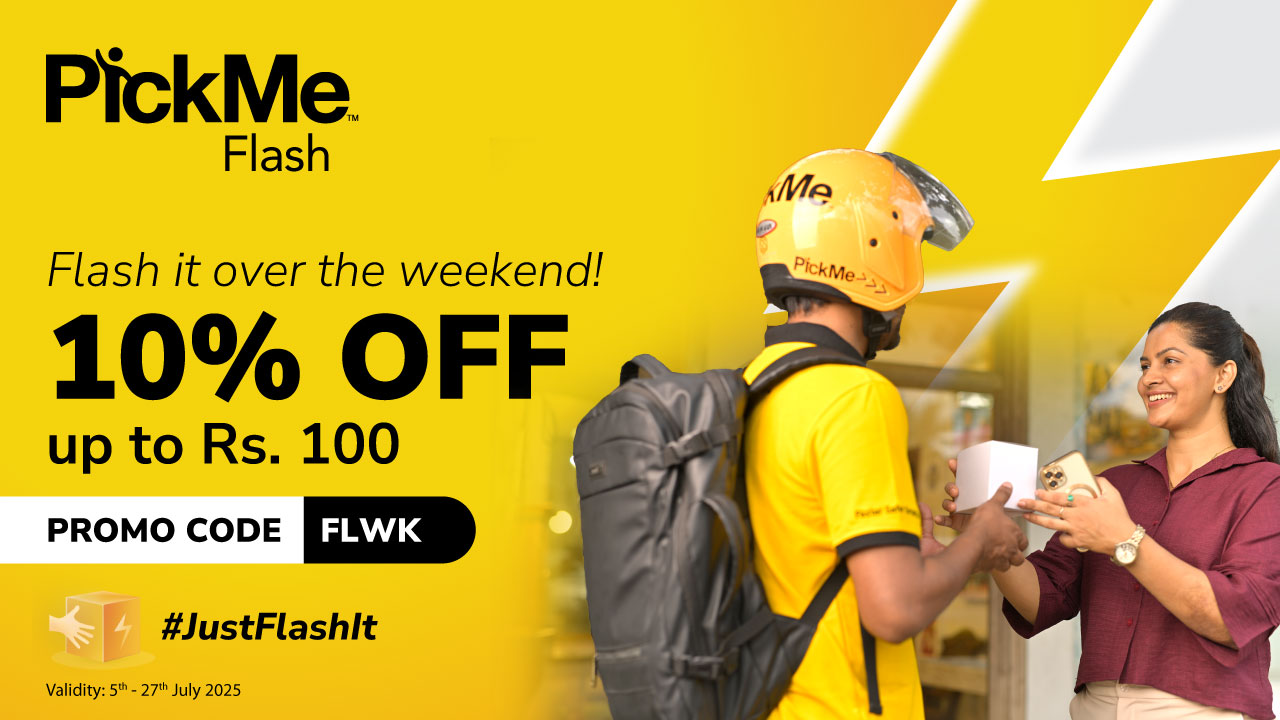 PickMe™
Flash
Flash it over the weekend!
10% OFF
up to Rs. 100
PROMO CODE FLWK
#JustFlashIt
Validity: 5th - 27th July 2025
kMe
PickMe>>>